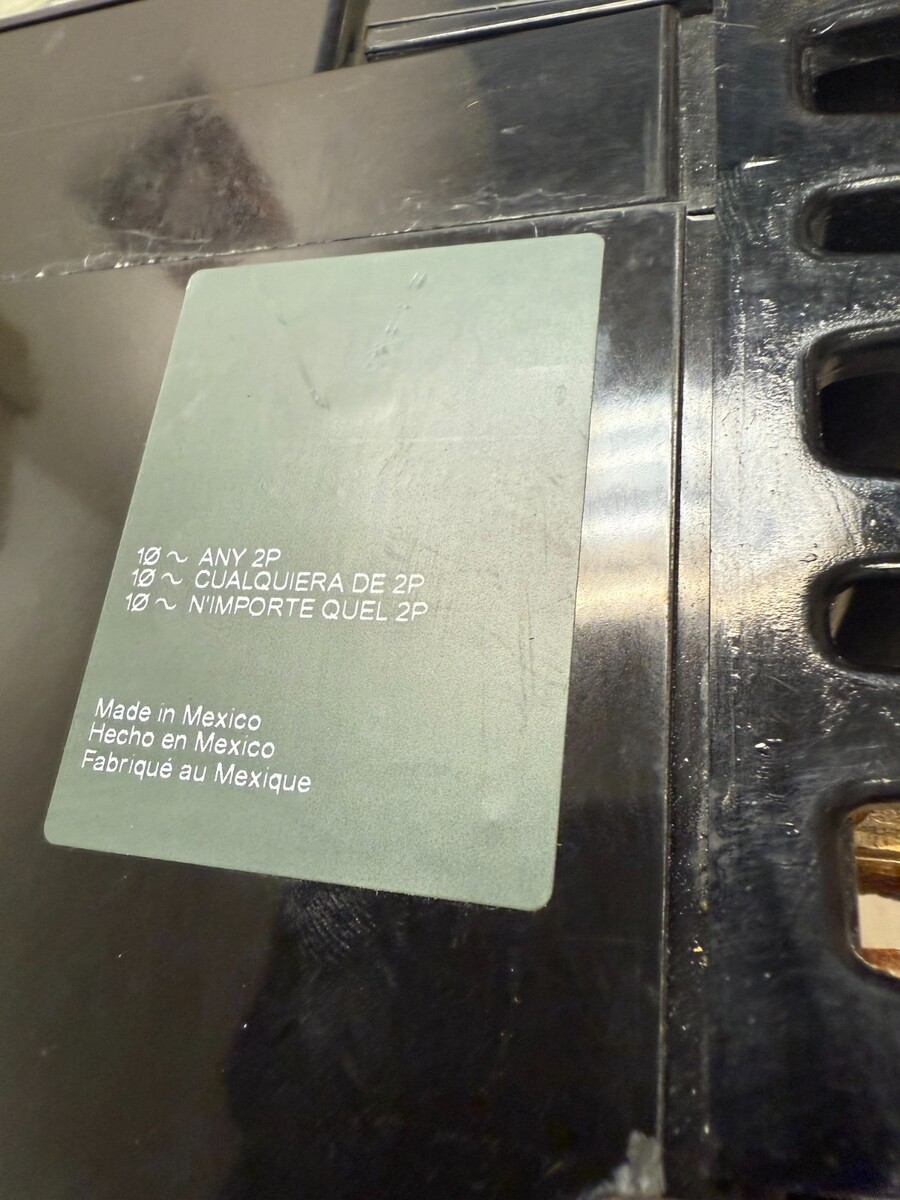 1Ø ~ ANY 2P
1Ø ~ CUALQUIERA DE 2P
1Ø ~ N'IMPORTE QUEL 2P
Made in Mexico
Hecho en Mexico
Fabriqué au Mexique